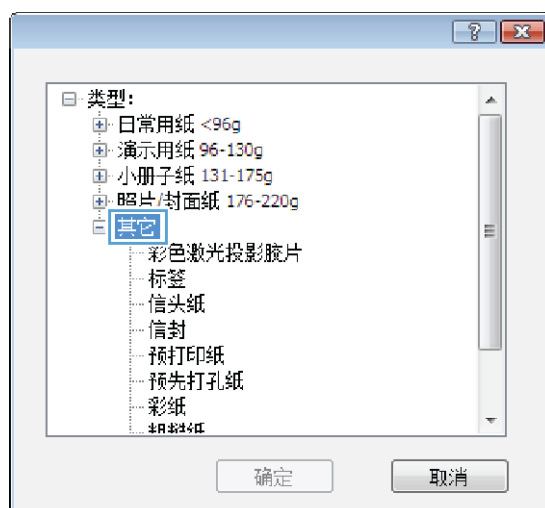 类型:
日常用纸 <96g
演示用纸 96-130g
小册子纸 131-175g
照片/封面纸 176-220g
其它
彩色激光投影胶片
标签
信头纸
信封
预打印纸
预先打孔纸
彩纸
粗糙纸
确定
取消